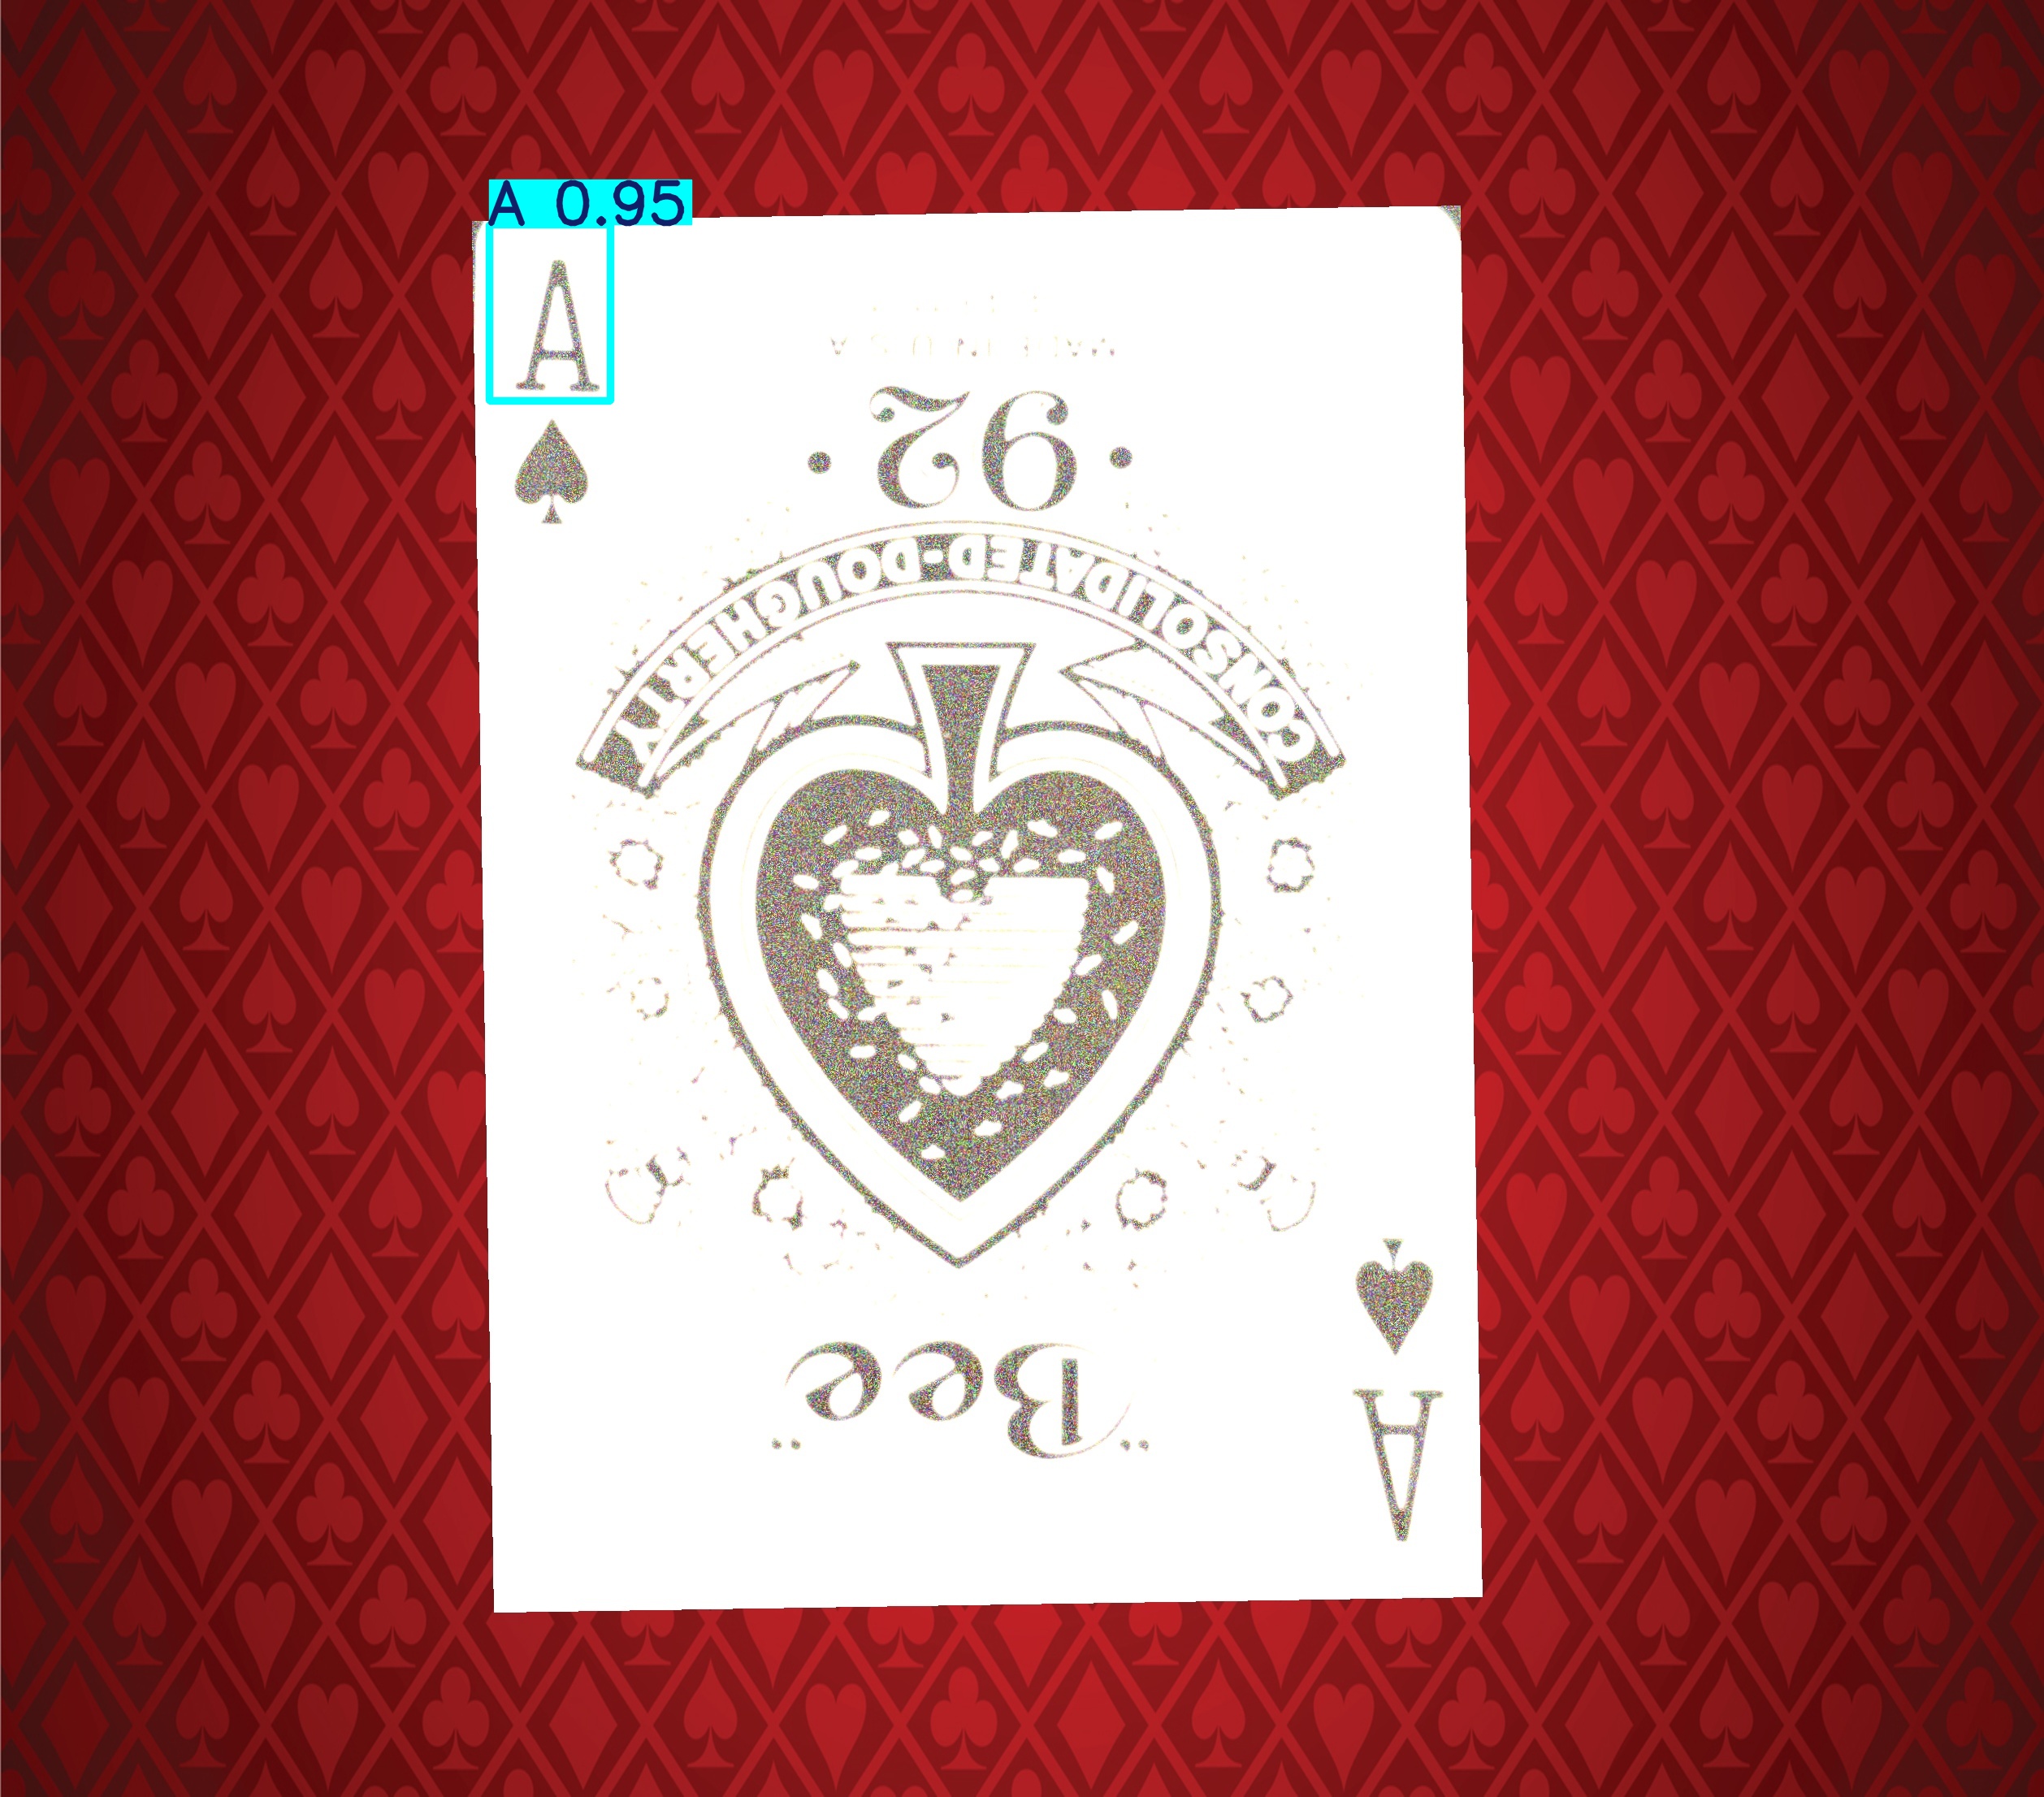 A 0.95
A
· 92 ·
CONSOLIDATED-DOUGHERTY
"Bee"
A